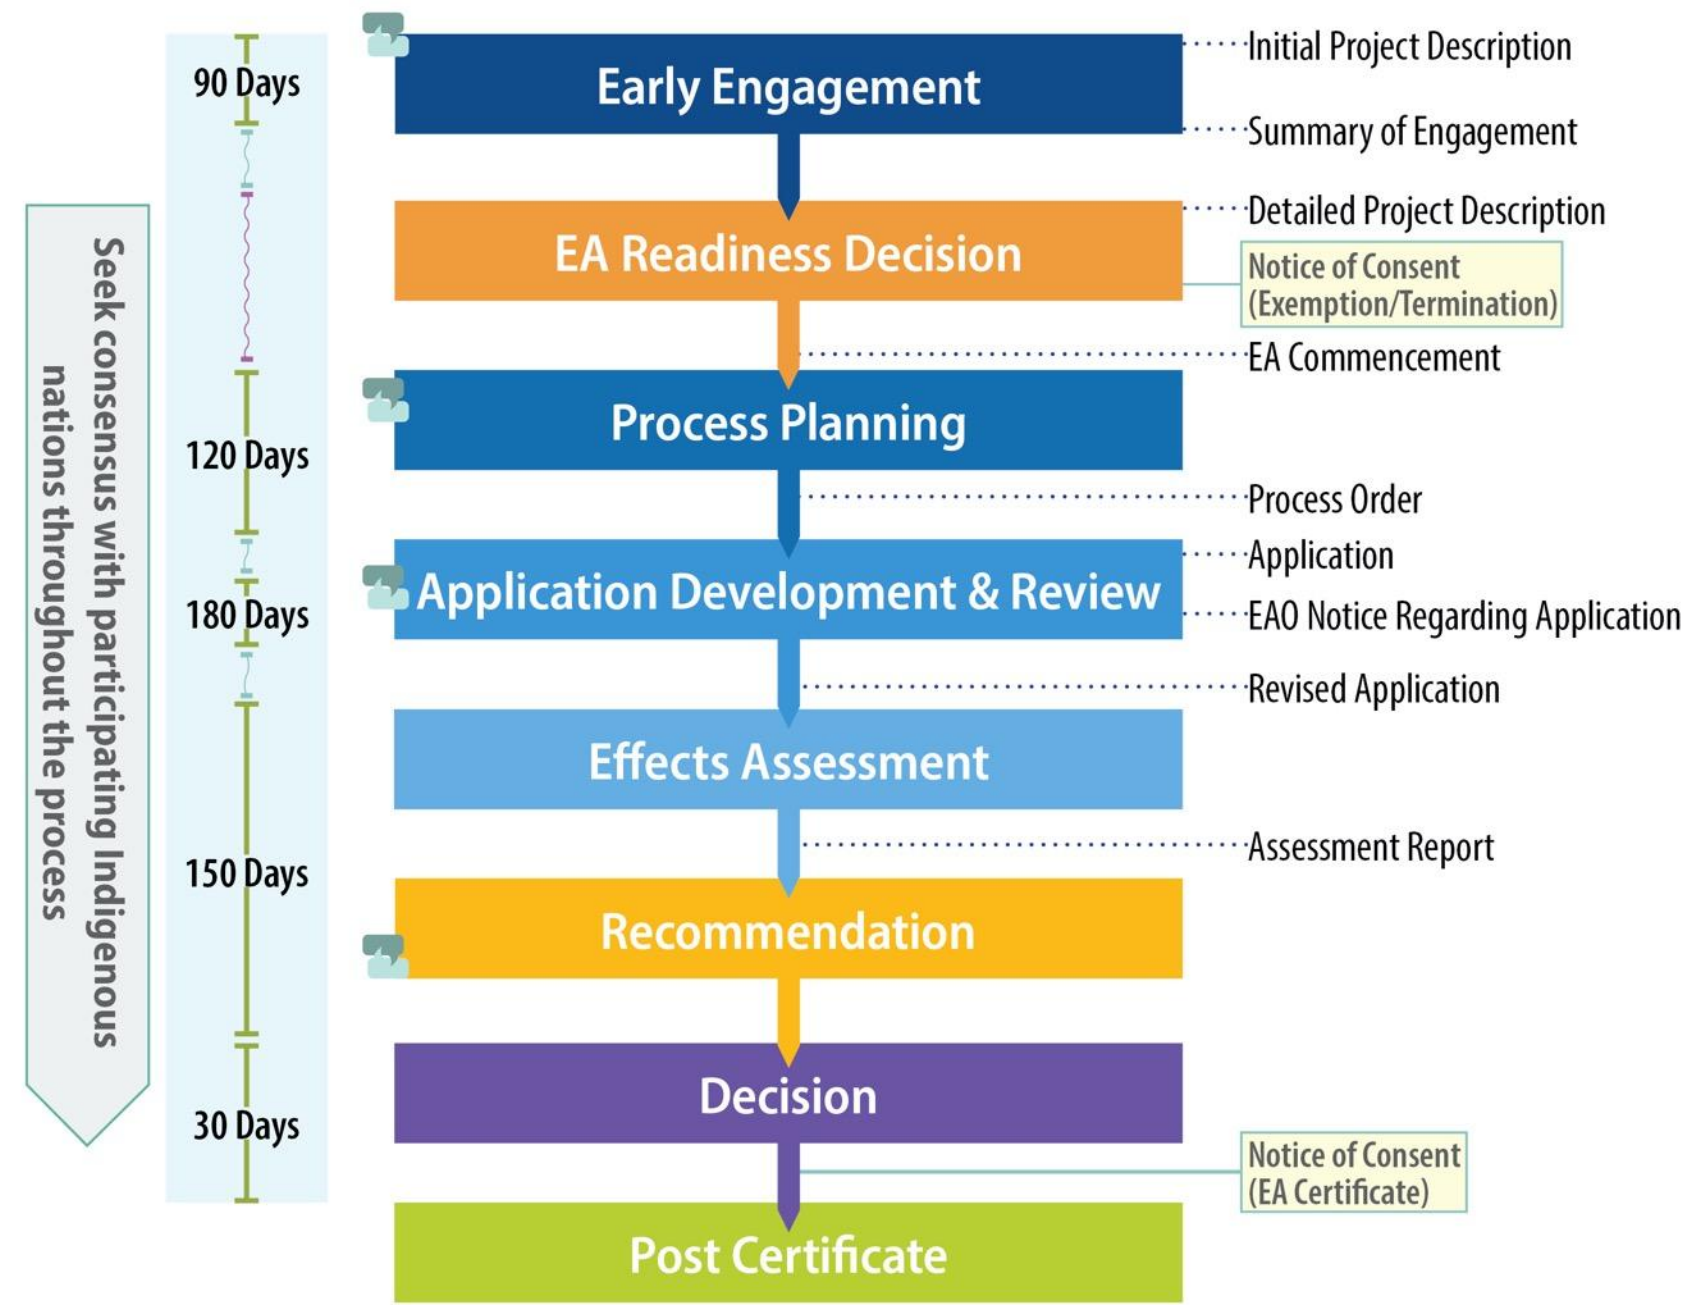 Seek consensus with participating Indigenous
nations throughout the process
90 Days
120 Days
180 Days
150 Days
30 Days
Early Engagement
Initial Project Description
Summary of Engagement
EA Readiness Decision
Detailed Project Description
Notice of Consent
(Exemption/Termination)
EA Commencement
Process Planning
Process Order
Application Development & Review
Application
EAO Notice Regarding Application
Revised Application
Effects Assessment
Assessment Report
Recommendation
Decision
Notice of Consent
(EA Certificate)
Post Certificate